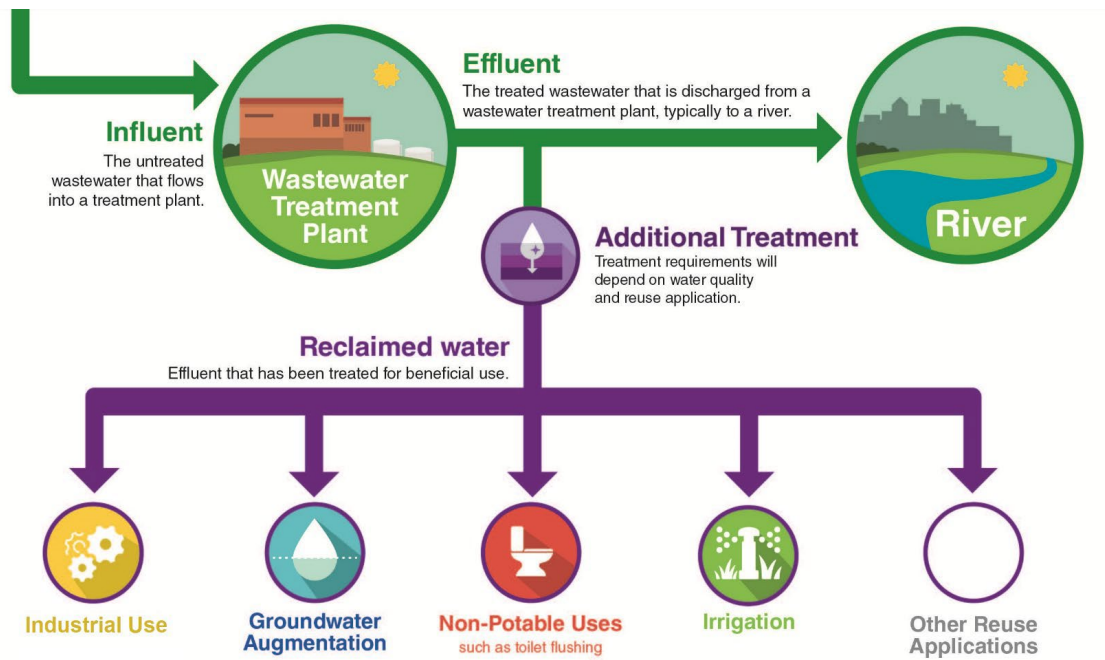 Influent
The untreated
wastewater that flows
into a treatment plant.
Wastewater
Treatment
Plant
Effluent
The treated wastewater that is discharged from a
wastewater treatment plant, typically to a river.
River
Additional Treatment
Treatment requirements will
depend on water quality
and reuse application.
Reclaimed water
Effluent that has been treated for beneficial use.
Industrial Use
Groundwater
Augmentation
Non-Potable Uses
such as toilet flushing
Irrigation
Other Reuse
Applications